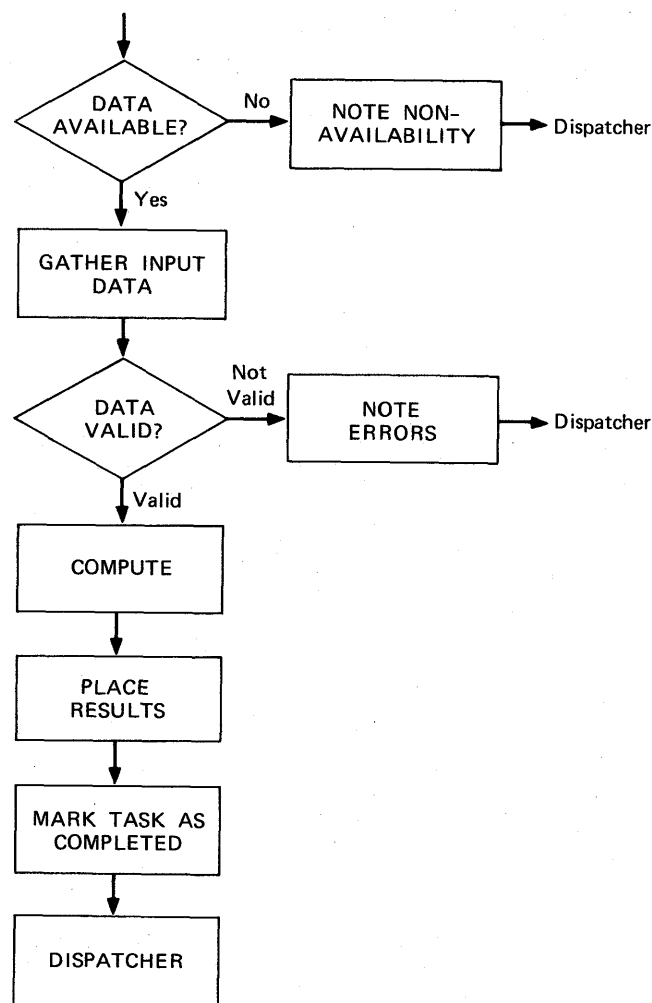 DATA
AVAILABLE?
No
NOTE NON-
AVAILABILITY
Dispatcher
Yes
GATHER INPUT
DATA
DATA
VALID?
Not
Valid
NOTE
ERRORS
Dispatcher
Valid
COMPUTE
PLACE
RESULTS
MARK TASK AS
COMPLETED
DISPATCHER